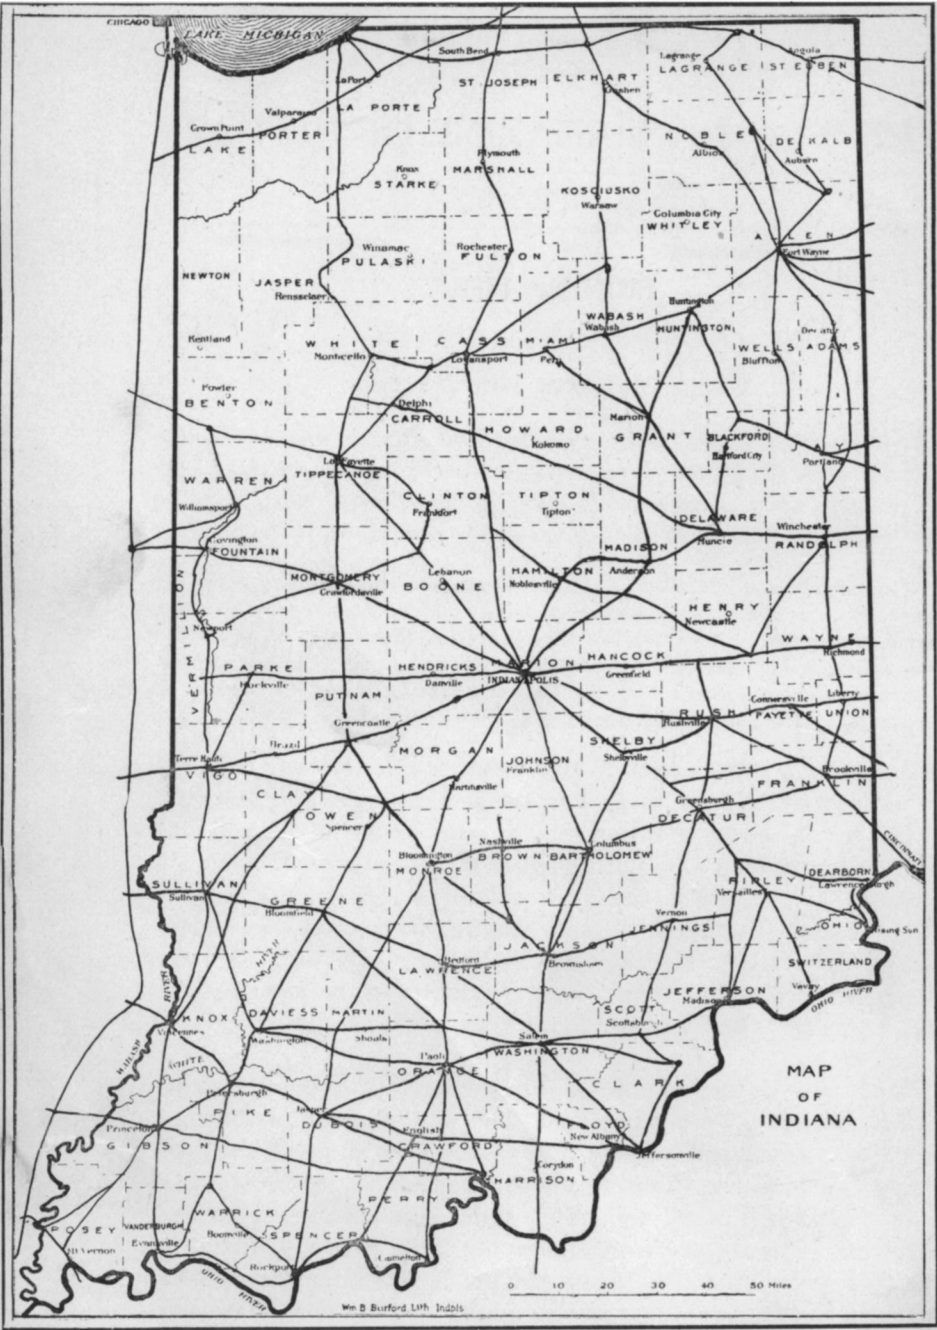 CHICAGO
LAKE MICHIGAN
South Bend
Lagrange
Angola
LAGRANGE
STEUBEN
LaPorte
ST. JOSEPH
ELKHART
Goshen
LA PORTE
Valparaiso
Crown Point
PORTER
LAKE
NOBLE
Albion
DE KALB
Auburn
Plymouth
MARSHALL
Knox
STARKE
KOSCIUSKO
Warsaw
Columbia City
WHITLEY
ALLEN
Fort Wayne
Winamac
PULASKI
Rochester
FULTON
NEWTON
JASPER
Rensselaer
Huntington
WABASH
Wabash
HUNTINGTON
Decatur
Kentland
WHITE
CASS
MIAMI
Monticello
Logansport
Peru
WELLS
ADAMS
Bluffton
Fowler
BENTON
Delphi
CARROLL
HOWARD
Kokomo
Marion
GRANT
BLACKFORD
Hartford City
JAY
Portland
LaFayette
TIPPECANOE
WARREN
Williamsport
CLINTON
Frankfort
TIPTON
Tipton
DELAWARE
Muncie
Winchester
RANDOLPH
Covington
FOUNTAIN
MADISON
Anderson
MONTGOMERY
Crawfordsville
Lebanon
BOONE
HAMILTON
Noblesville
HENRY
Newcastle
VERMILLION
Newport
WAYNE
Richmond
PARKE
Rockville
HENDRICKS
Danville
MARION
INDIANAPOLIS
HANCOCK
Greenfield
PUTNAM
Greencastle
RUSH
Rushville
Connersville
FAYETTE
Liberty
UNION
Brazil
MORGAN
SHELBY
Shelbyville
Terre Haute
VIGO
JOHNSON
Franklin
Martinsville
Brookville
FRANKLIN
CLAY
OWEN
Spencer
Greensburgh
DECATUR
CINCINNATI
Bloomington
MONROE
Nashville
BROWN
Columbus
BARTHOLOMEW
DEARBORN
Lawrenceburgh
SULLIVAN
Sullivan
GREENE
Bloomfield
RIPLEY
Versailles
Vernon
JENNINGS
OHIO
Rising Sun
JACKSON
Brownstown
Bedford
LAWRENCE
RIVER
SWITZERLAND
Vevay
JEFFERSON
Madison
OHIO RIVER
RIVER
KNOX
Vincennes
DAVIESS
Washington
MARTIN
Shoals
SCOTT
Scottsburgh
Salem
WASHINGTON
WABASH
WHITE
Paoli
ORANGE
Petersburgh
PIKE
CLARK
MAP
OF
INDIANA
Jasper
DUBOIS
English
CRAWFORD
Princeton
GIBSON
FLOYD
New Albany
Jeffersonville
Corydon
HARRISON
PERRY
POSEY
Mt Vernon
VANDERBURGH
Evansville
WARRICK
Boonville
SPENCER
Rockport
Cannelton
OHIO
RIVER
0 10 20 30 40 50 Miles
Wm B Burford, Lith Indpls